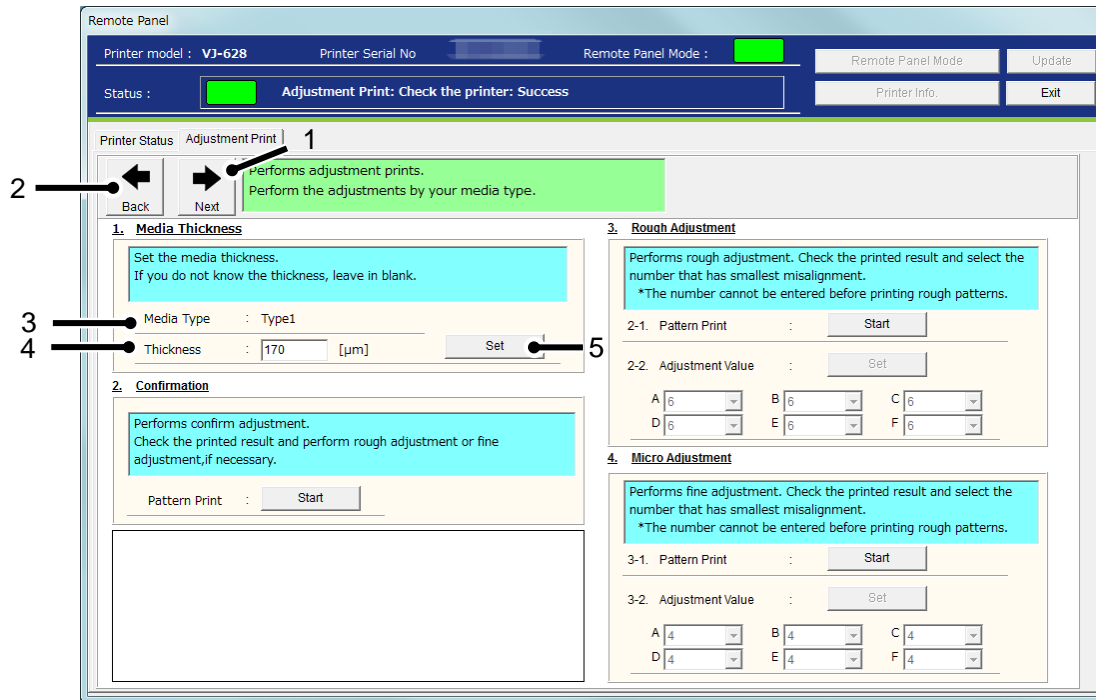 Remote Panel
Printer model : VJ-628 Printer Serial No Remote Panel Mode : Remote Panel Mode Update
Status : Adjustment Print: Check the printer: Success Printer Info. Exit
Printer Status Adjustment Print 1
2 Back Next Performs adjustment prints.
Perform the adjustments by your media type.
1. Media Thickness
Set the media thickness.
If you do not know the thickness, leave in blank.
3 Media Type : Type1
4 Thickness : 170 [µm] Set 5
2. Confirmation
Performs confirm adjustment.
Check the printed result and perform rough adjustment or fine
adjustment,if necessary.
Pattern Print : Start
3. Rough Adjustment
Performs rough adjustment. Check the printed result and select the
number that has smallest misalignment.
*The number cannot be entered before printing rough patterns.
2-1. Pattern Print : Start
2-2. Adjustment Value : Set
A 6 B 6 C 6
D 6 E 6 F 6
4. Micro Adjustment
Performs fine adjustment. Check the printed result and select the
number that has smallest misalignment.
*The number cannot be entered before printing rough patterns.
3-1. Pattern Print : Start
3-2. Adjustment Value : Set
A 4 B 4 C 4
D 4 E 4 F 4